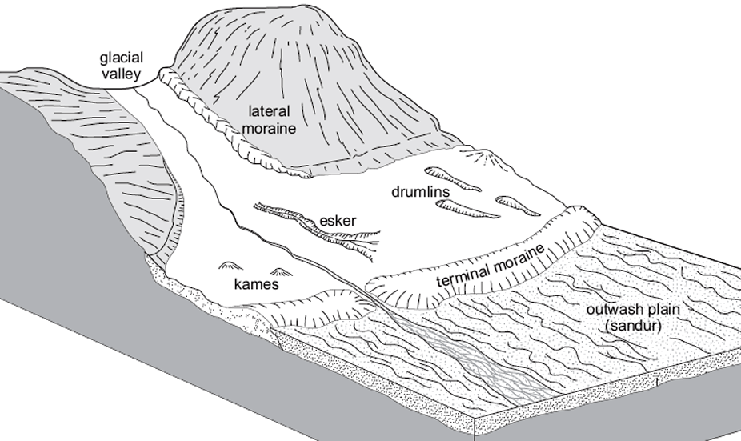 glacial
valley
lateral
moraine
drumlins
esker
terminal moraine
kames
outwash plain
(sandur)